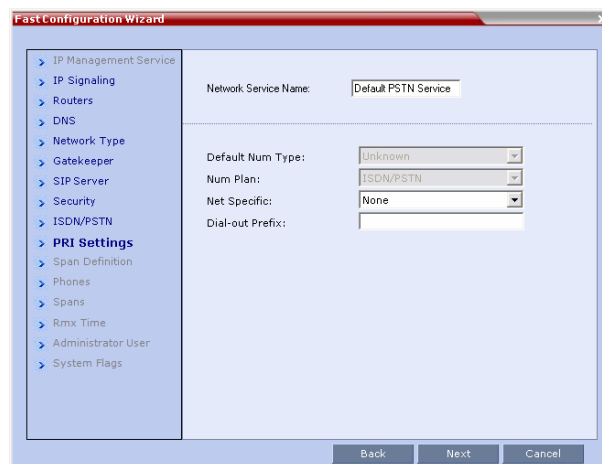 Fast Configuration Wizard
IP Management Service
IP Signaling
Routers
DNS
Network Type
Gatekeeper
SIP Server
Security
ISDN/PSTN
PRI Settings
Span Definition
Phones
Spans
Rmx Time
Administrator User
System Flags
Network Service Name: Default PSTN Service
Default Num Type: Unknown
Num Plan: ISDN/PSTN
Net Specific: None
Dial-out Prefix:
Back Next Cancel